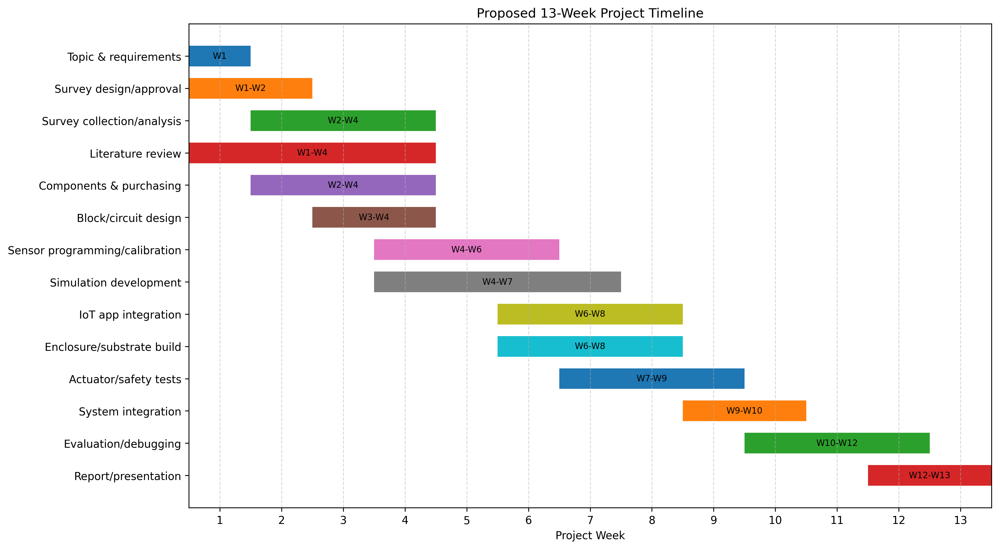 Proposed 13-Week Project Timeline
Topic & requirements W1
Survey design/approval W1-W2
Survey collection/analysis W2-W4
Literature review W1-W4
Components & purchasing W2-W4
Block/circuit design W3-W4
Sensor programming/calibration W4-W6
Simulation development W4-W7
IoT app integration W6-W8
Enclosure/substrate build W6-W8
Actuator/safety tests W7-W9
System integration W9-W10
Evaluation/debugging W10-W12
Report/presentation W12-W13
1 2 3 4 5 6 7 8 9 10 11 12 13
Project Week